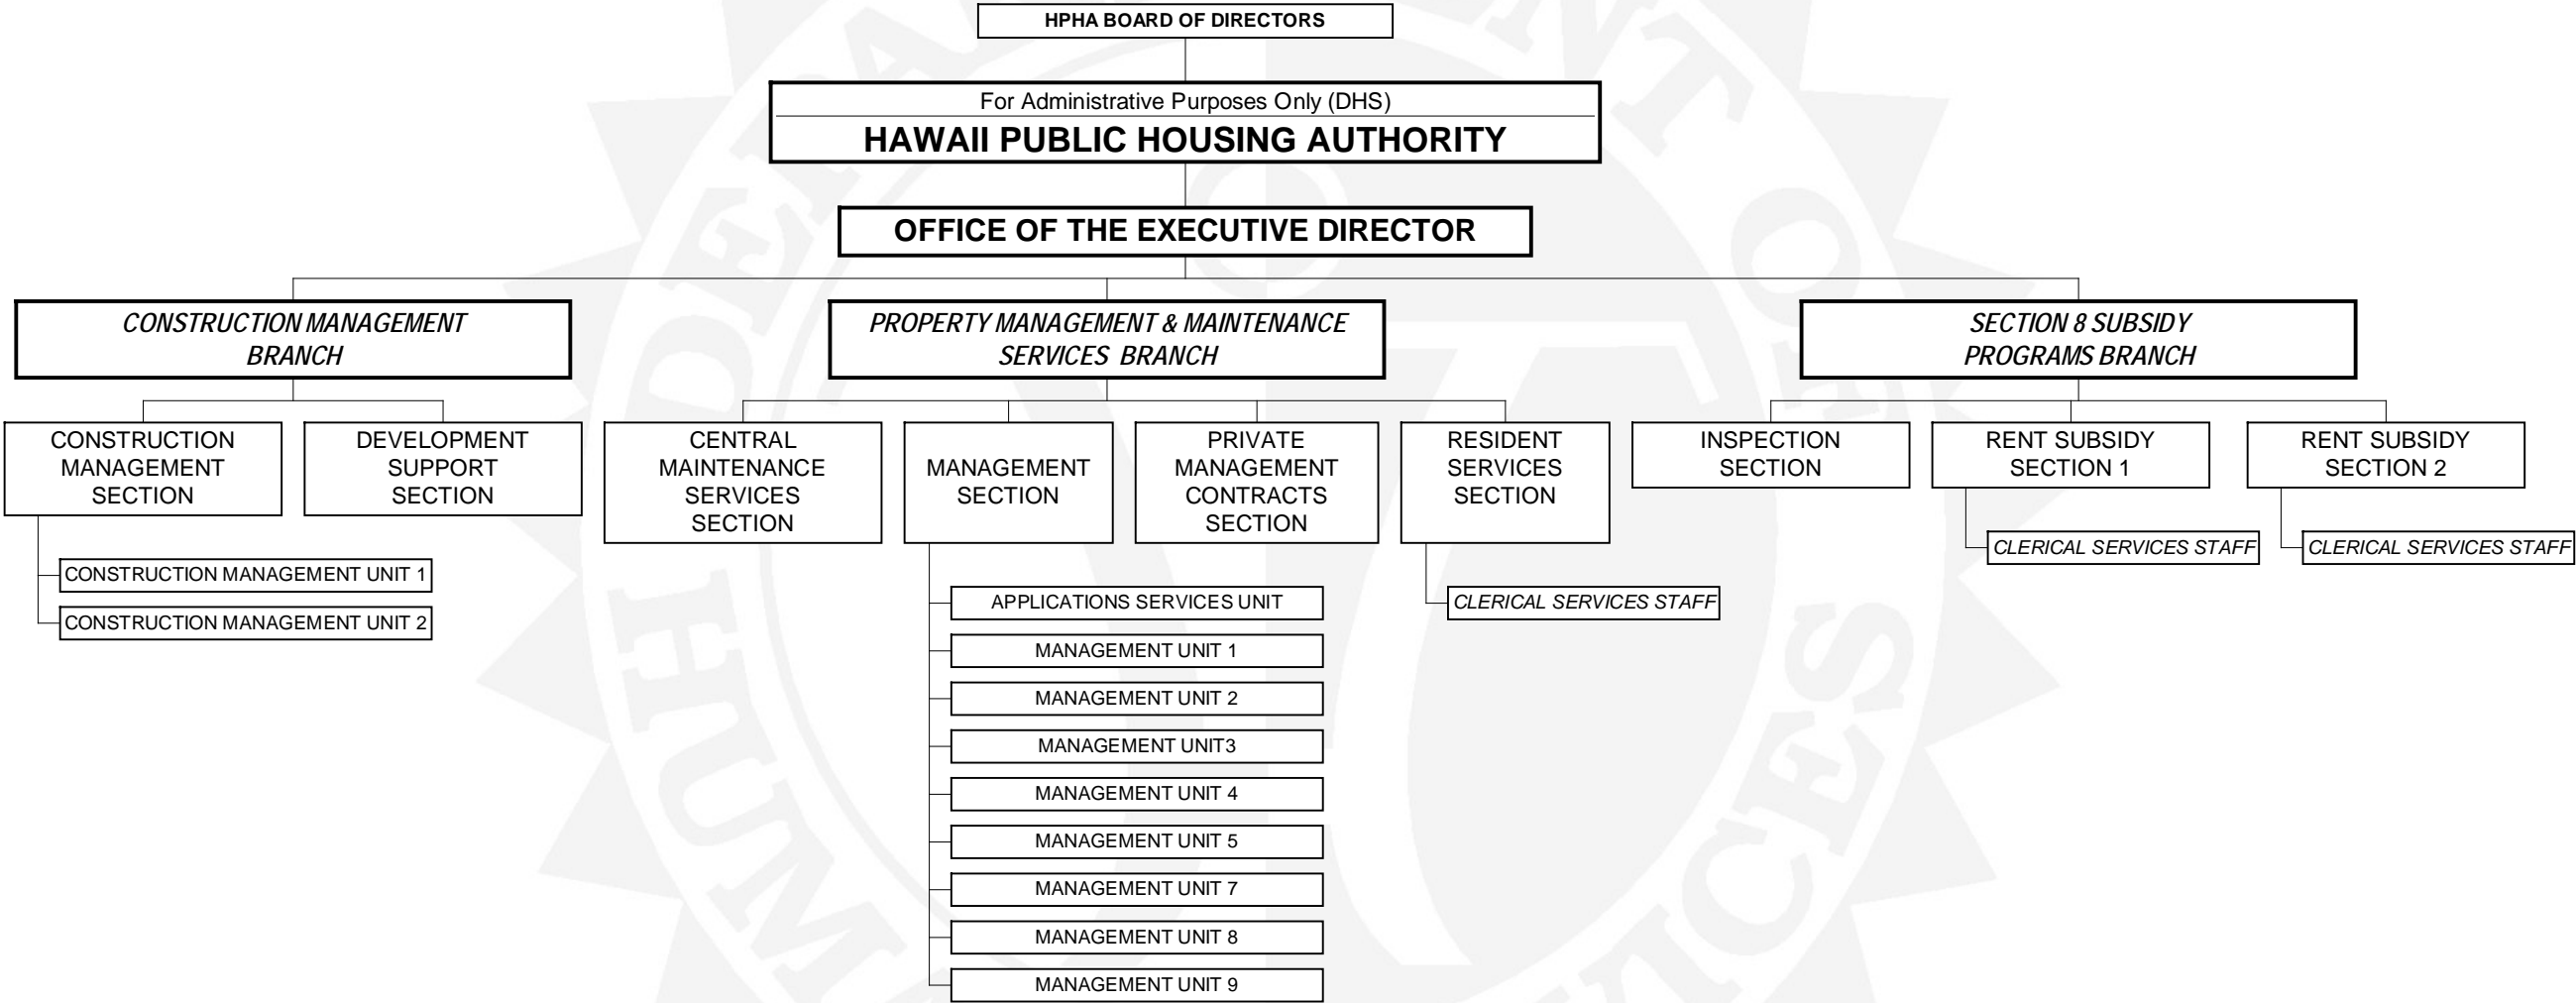 HPHA BOARD OF DIRECTORS
For Administrative Purposes Only (DHS)
HAWAII PUBLIC HOUSING AUTHORITY
OFFICE OF THE EXECUTIVE DIRECTOR
CONSTRUCTION MANAGEMENT
BRANCH
PROPERTY MANAGEMENT & MAINTENANCE
SERVICES BRANCH
SECTION 8 SUBSIDY
PROGRAMS BRANCH
CONSTRUCTION
MANAGEMENT
SECTION
DEVELOPMENT
SUPPORT
SECTION
CENTRAL
MAINTENANCE
SERVICES
SECTION
MANAGEMENT
SECTION
PRIVATE
MANAGEMENT
CONTRACTS
SECTION
RESIDENT
SERVICES
SECTION
INSPECTION
SECTION
RENT SUBSIDY
SECTION 1
RENT SUBSIDY
SECTION 2
CONSTRUCTION MANAGEMENT UNIT 1
CONSTRUCTION MANAGEMENT UNIT 2
APPLICATIONS SERVICES UNIT
MANAGEMENT UNIT 1
MANAGEMENT UNIT 2
MANAGEMENT UNIT3
MANAGEMENT UNIT 4
MANAGEMENT UNIT 5
MANAGEMENT UNIT 7
MANAGEMENT UNIT 8
MANAGEMENT UNIT 9
CLERICAL SERVICES STAFF
CLERICAL SERVICES STAFF
CLERICAL SERVICES STAFF